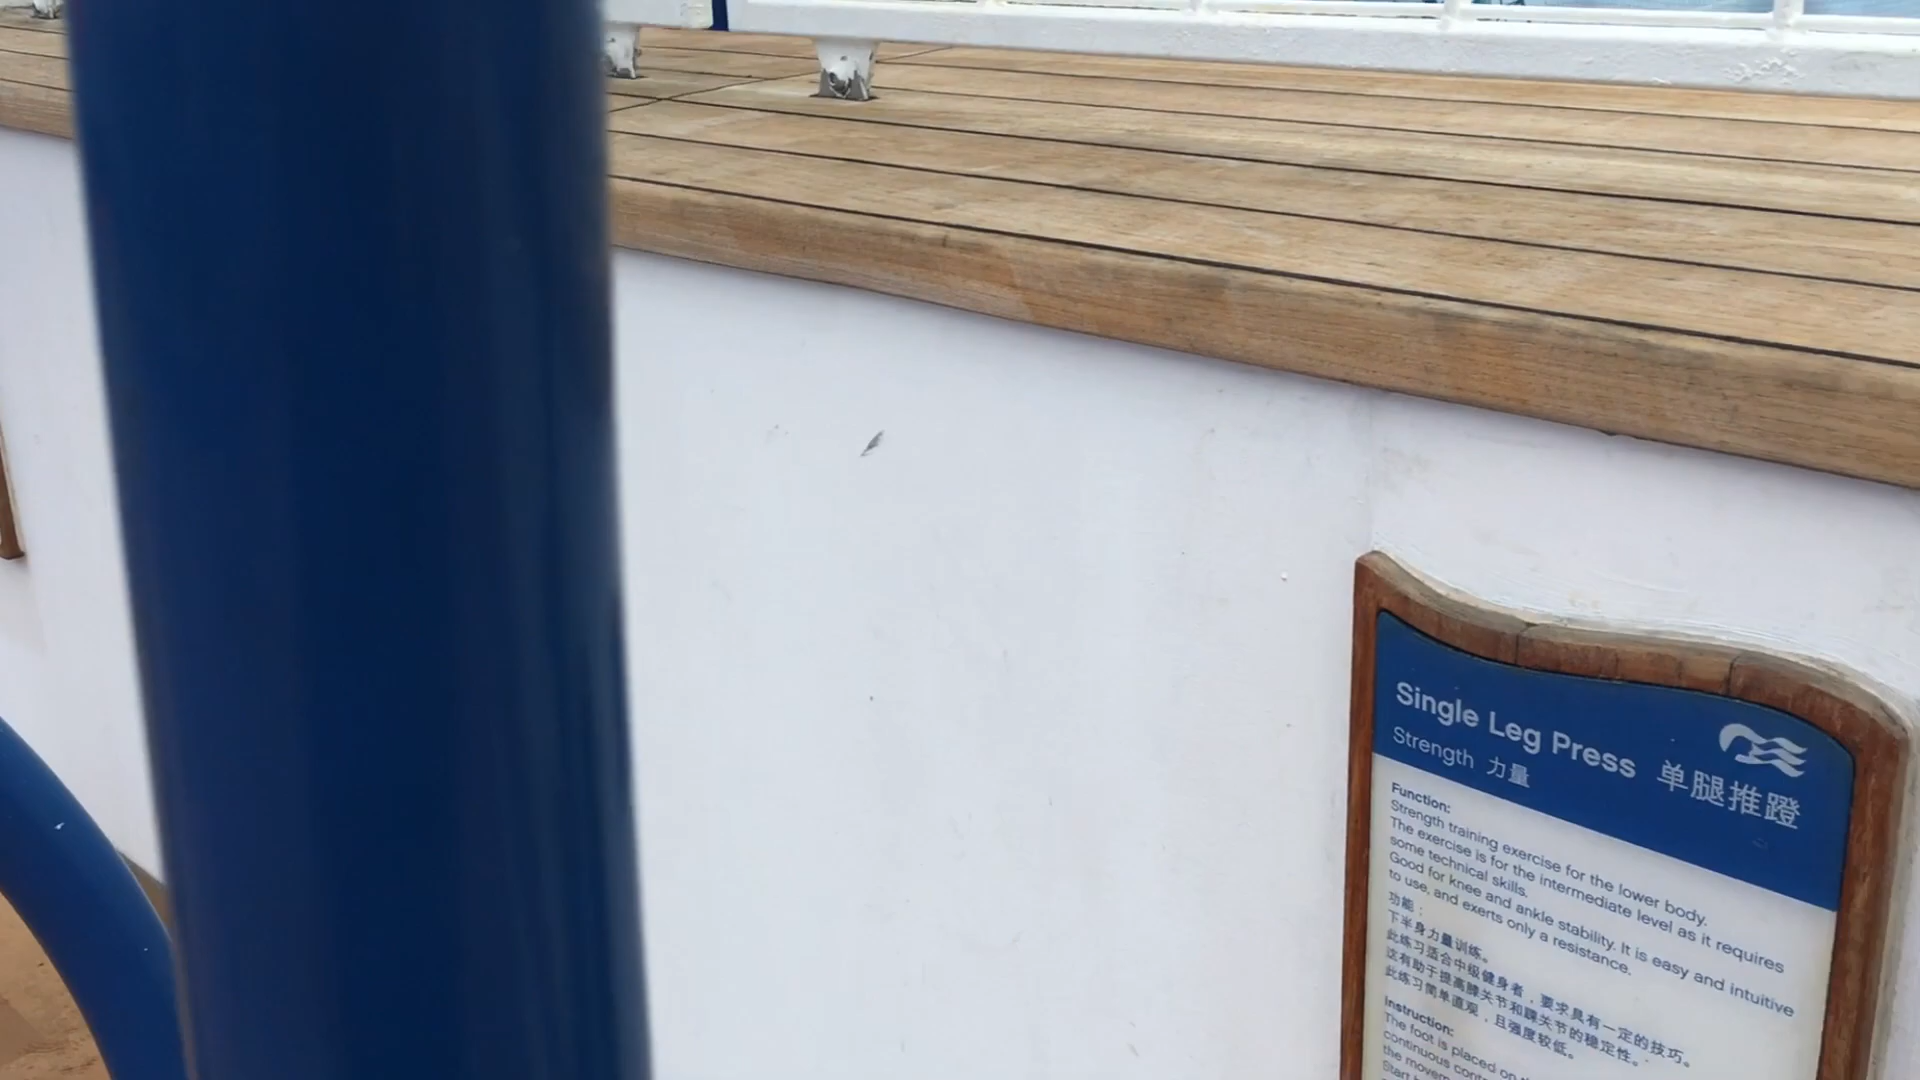 Single Leg Press 单腿推蹬
Strength 力量
Function:
Strength training exercise for the lower body.
The exercise is for the intermediate level as it requires
some technical skills.
Good for knee and ankle stability. It is easy and intuitive
to use, and exerts only a resistance.
功能：
下半身力量训练。
此练习适合中级健身者，要求具有一定的技巧。
这有助于提高膝关节和踝关节的稳定性。
此练习简单直观，且强度较低。
Instruction:
The foot is placed on
continuous
the
Start